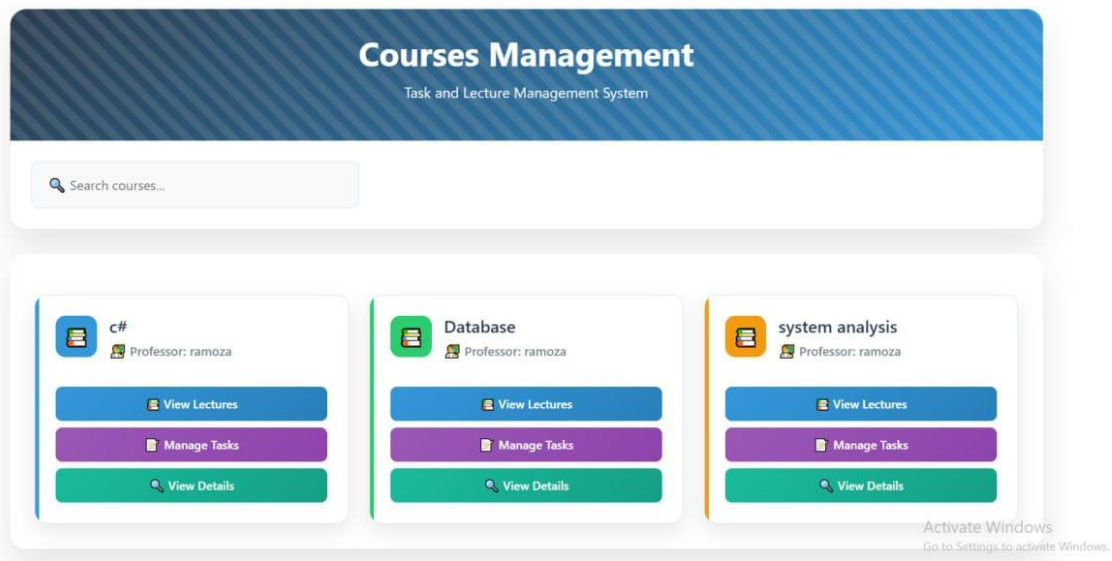 Courses Management
Task and Lecture Management System
Search courses...
c#
Professor: ramoza
View Lectures
Manage Tasks
View Details
Database
Professor: ramoza
View Lectures
Manage Tasks
View Details
system analysis
Professor: ramoza
View Lectures
Manage Tasks
View Details
Activate Windows
Go to Settings to activate Windows.